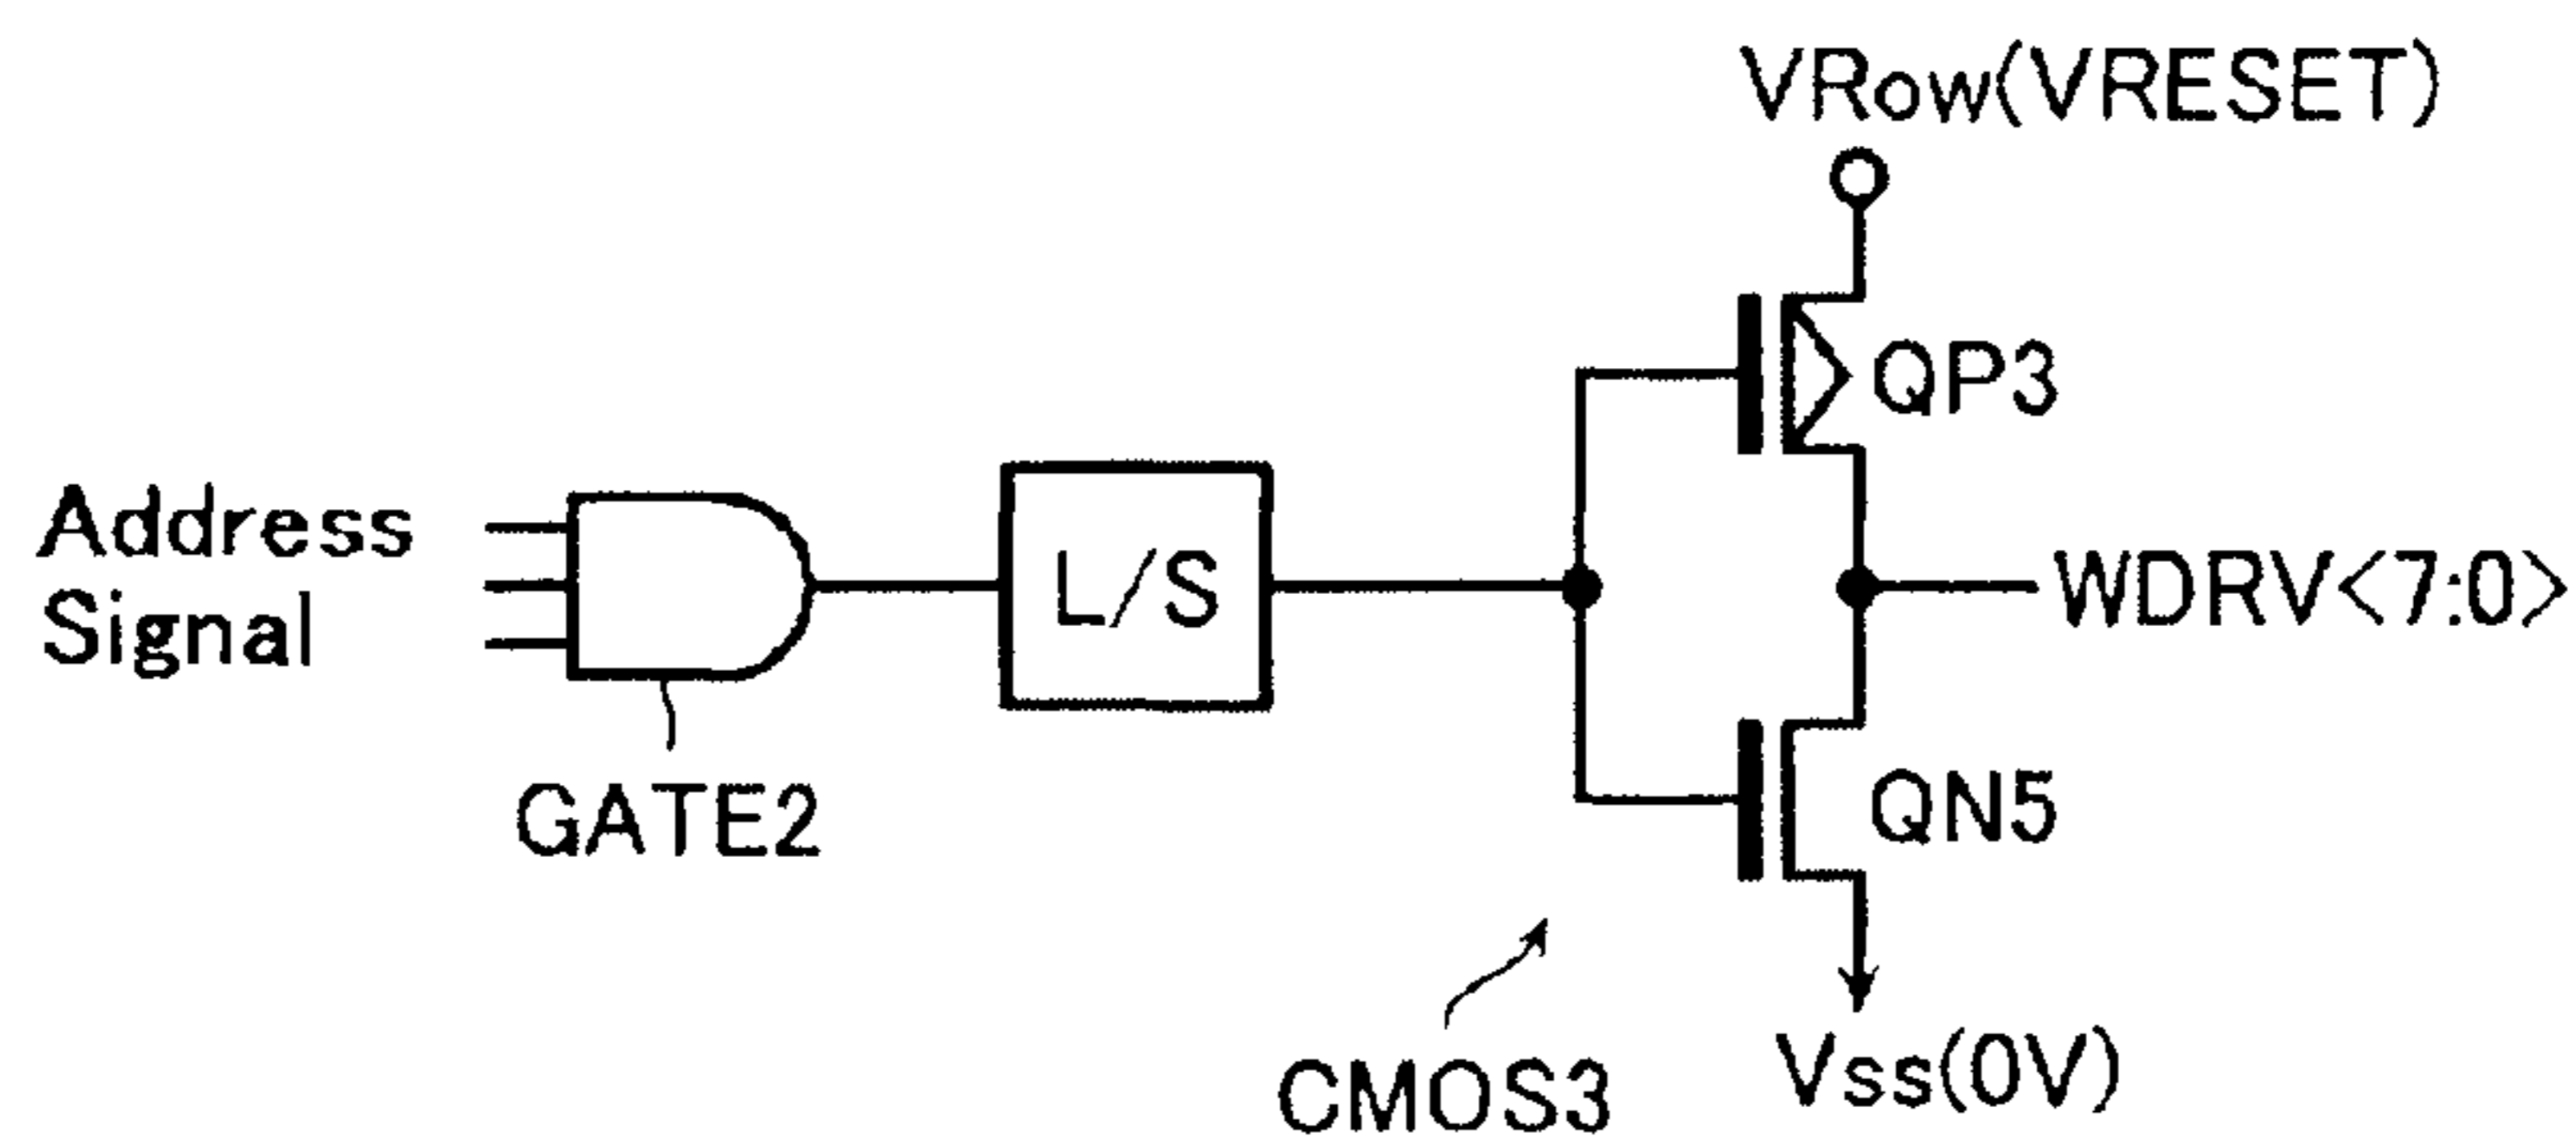 VRow(VRESET)
QP3
Address
Signal
L/S
WDRV<7:0>
GATE2
QN5
CMOS3
Vss(0V)